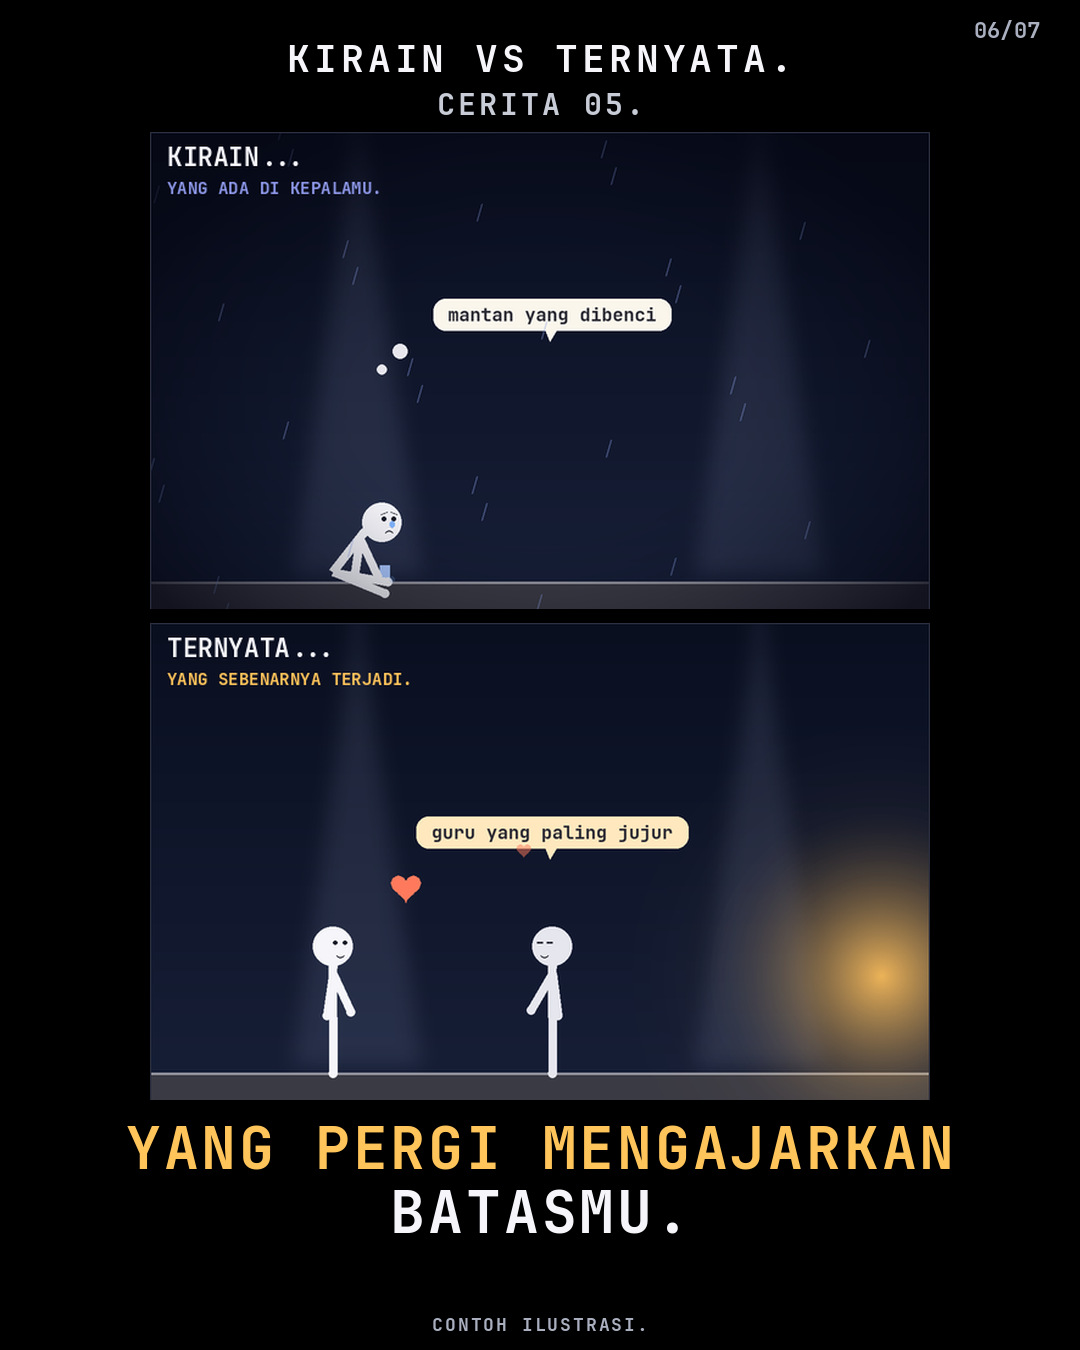 06/07
KIRAIN VS TERNYATA.
CERITA 05.
KIRAIN...
YANG ADA DI KEPALAMU.
mantan yang dibenci
TERNYATA...
YANG SEBENARNYA TERJADI.
guru yang paling jujur
YANG PERGI MENGAJARKAN
BATASMU.
CONTOH ILUSTRASI.